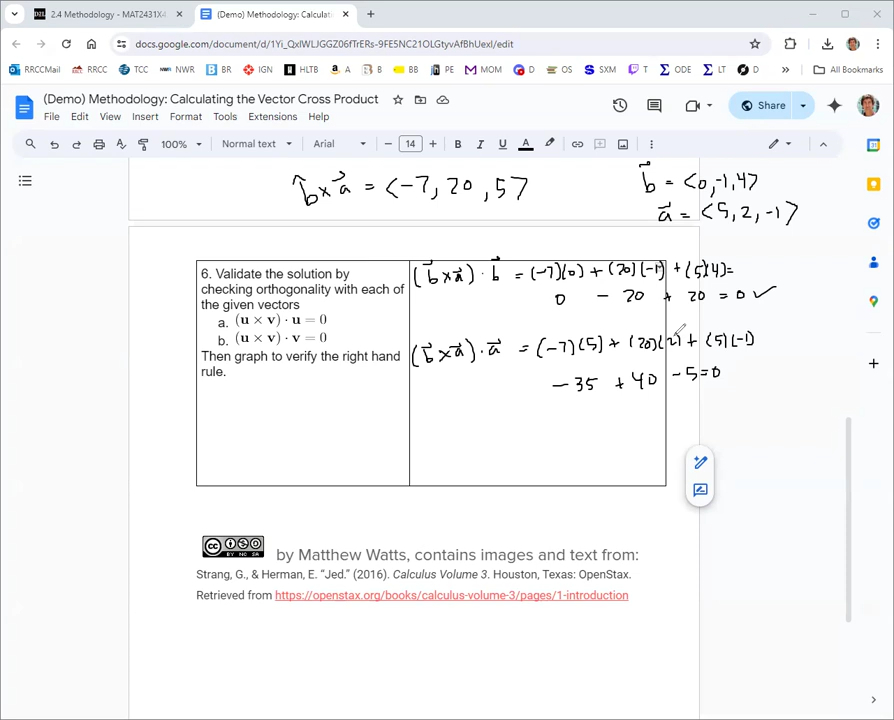 2.4 Methodology - MAT2431X4
(Demo) Methodology: Calculati
docs.google.com/document/d/1Yi_QxlWLJGGZ06fTrERs-9FE5NC21OLGtyvAfBhUexI/edit
RRCCMail
RRCC
TCC
NWR
BR
IGN
HLTB
A
B
BB
PE
MOM
D
OS
SXM
T
ODE
LT
D
All Bookmarks
(Demo) Methodology: Calculating the Vector Cross Product
File Edit View Insert Format Tools Extensions Help
Share
100%
Normal text
Arial
14
B I U A
b×a = <-7, 20, 5>
b = <0,-1,4>
a = <5, 2, -1>
6. Validate the solution by
checking orthogonality with each of
the given vectors
a. (u × v) · u = 0
b. (u × v) · v = 0
Then graph to verify the right hand
rule.
(b×a)·b = (-7)(0) + (20)(-1) + (5)(4) =
0 - 20 + 20 = 0 ✓
(b×a)·a = (-7)(5) + (20)(2) + (5)(-1)
-35 + 40 - 5 = 0
cc BY NC SA
by Matthew Watts, contains images and text from:
Strang, G., & Herman, E. “Jed.” (2016). Calculus Volume 3. Houston, Texas: OpenStax.
Retrieved from https://openstax.org/books/calculus-volume-3/pages/1-introduction